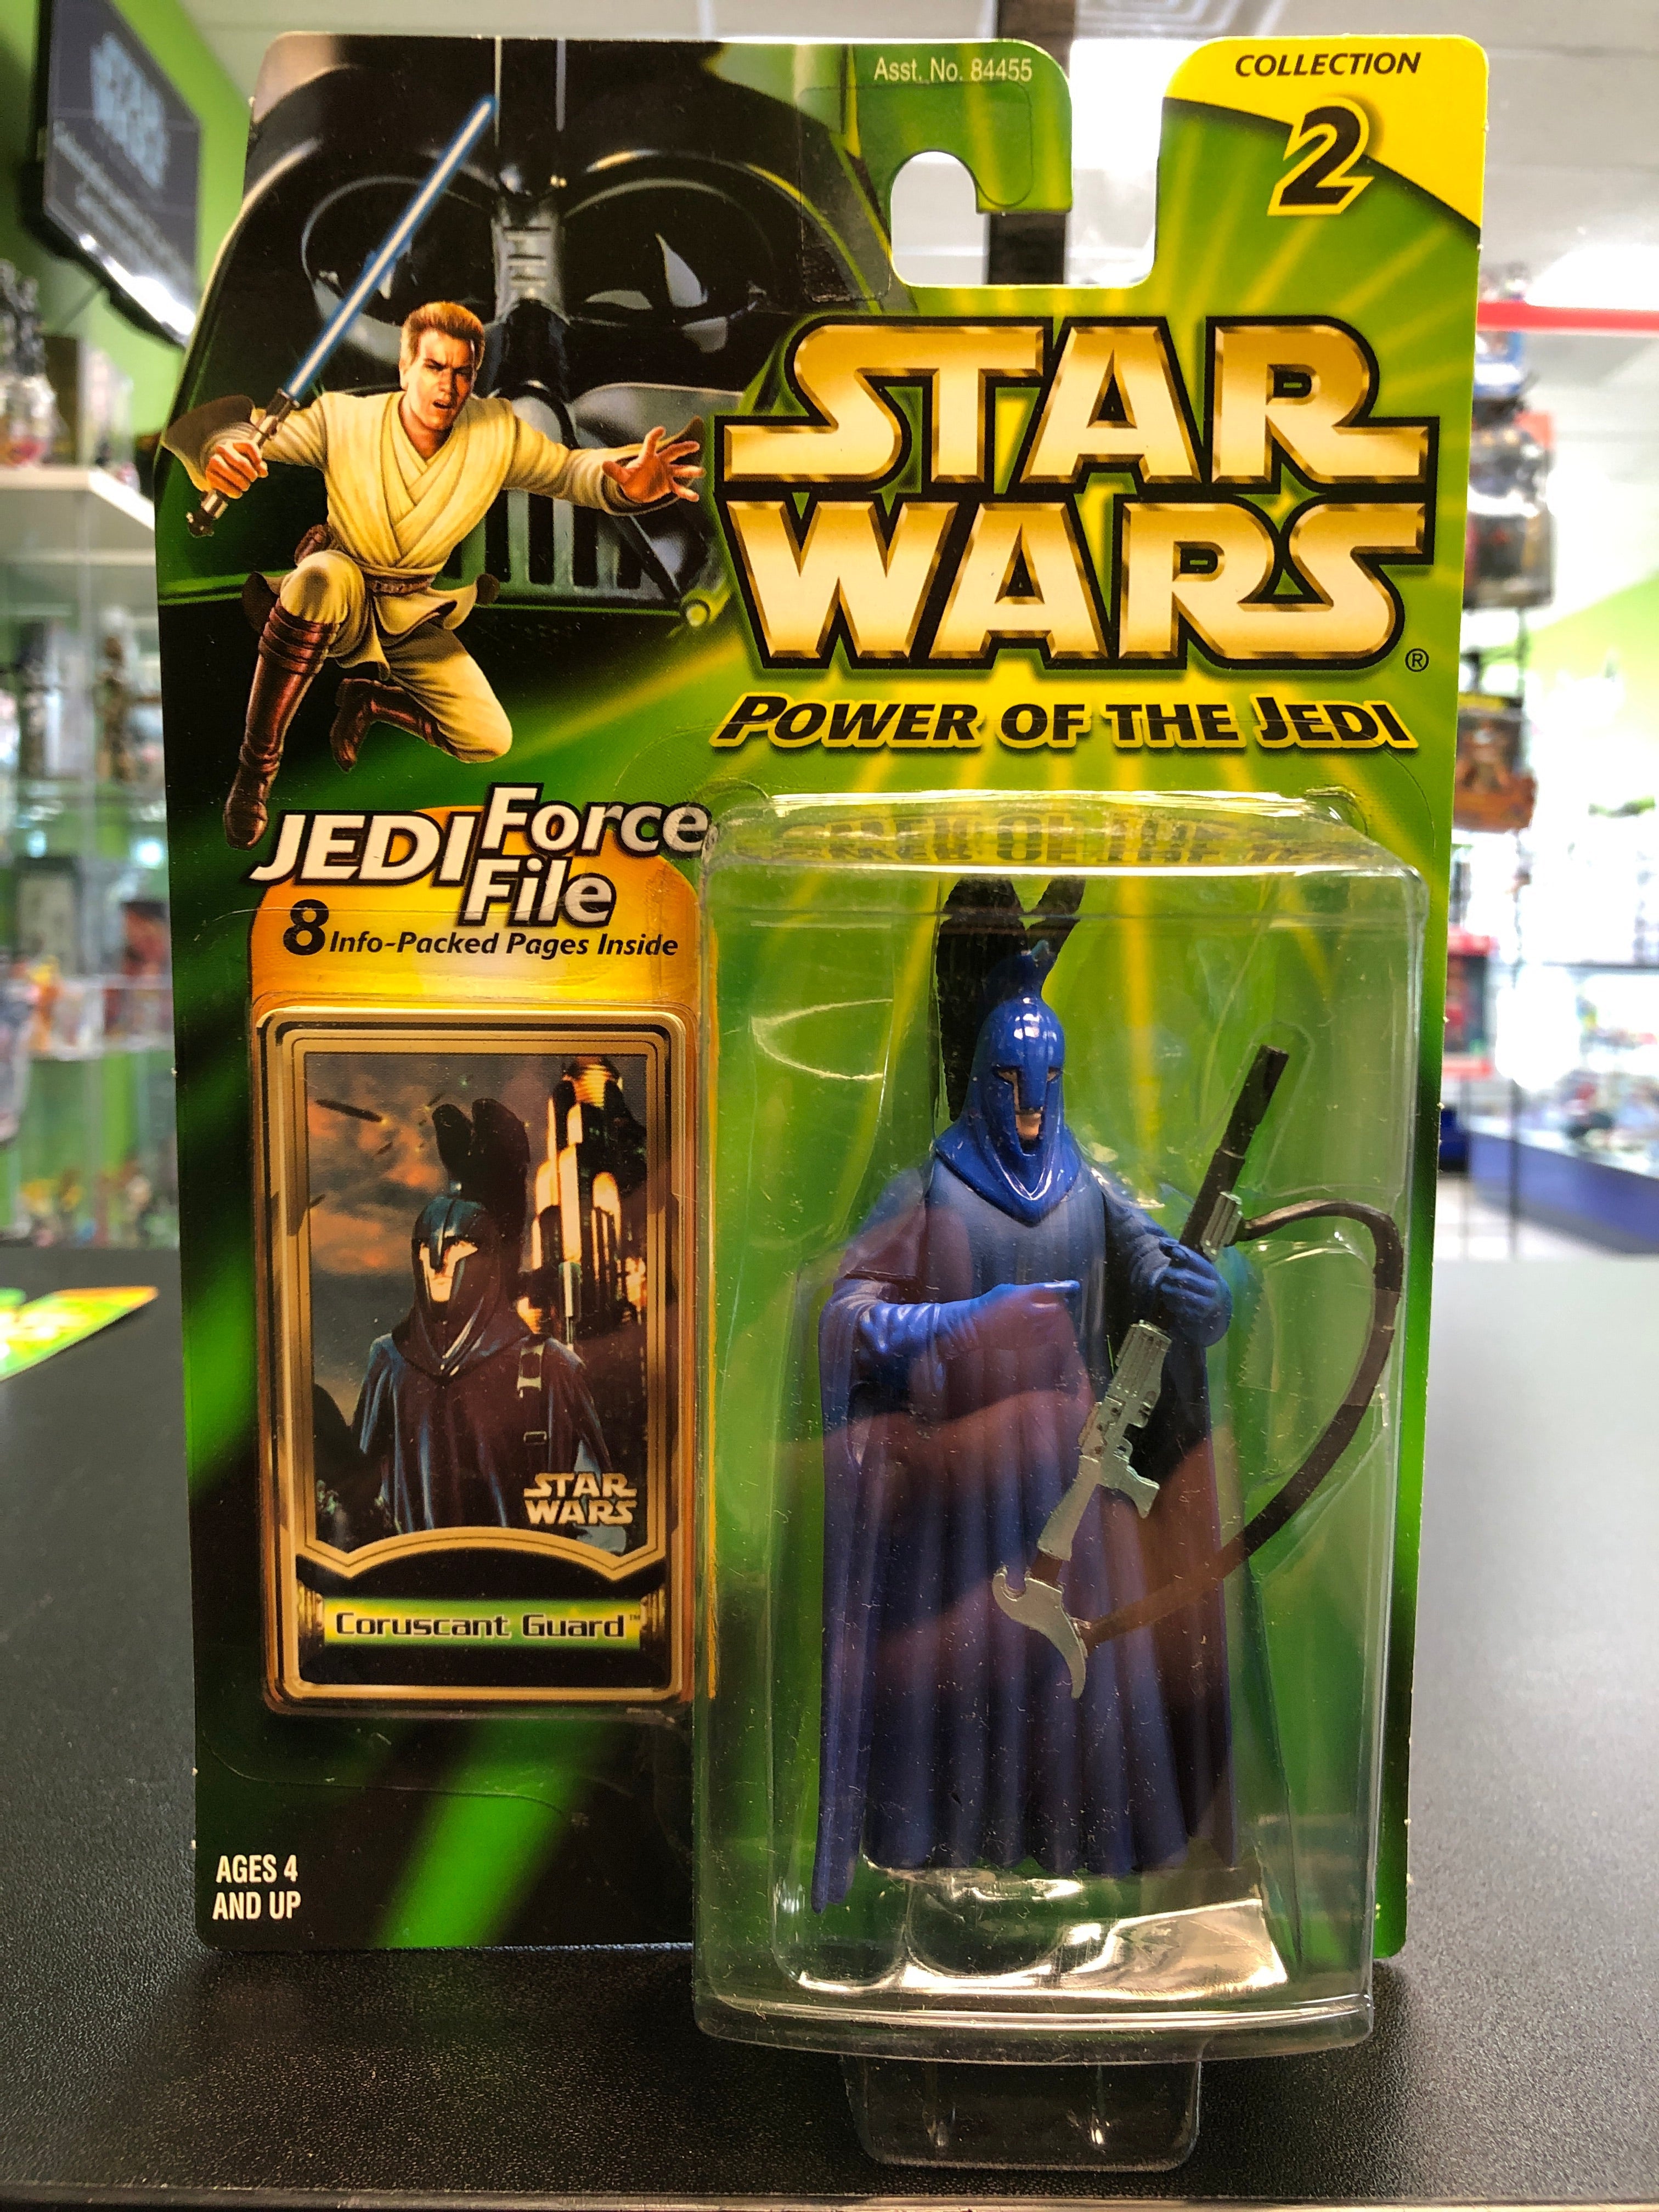 Asst. No. 84455
COLLECTION
2
STAR
WARS®
POWER OF THE JEDI
JEDI Force
File
8 Info-Packed Pages Inside
STAR
WARS
Coruscant Guard™
AGES 4
AND UP